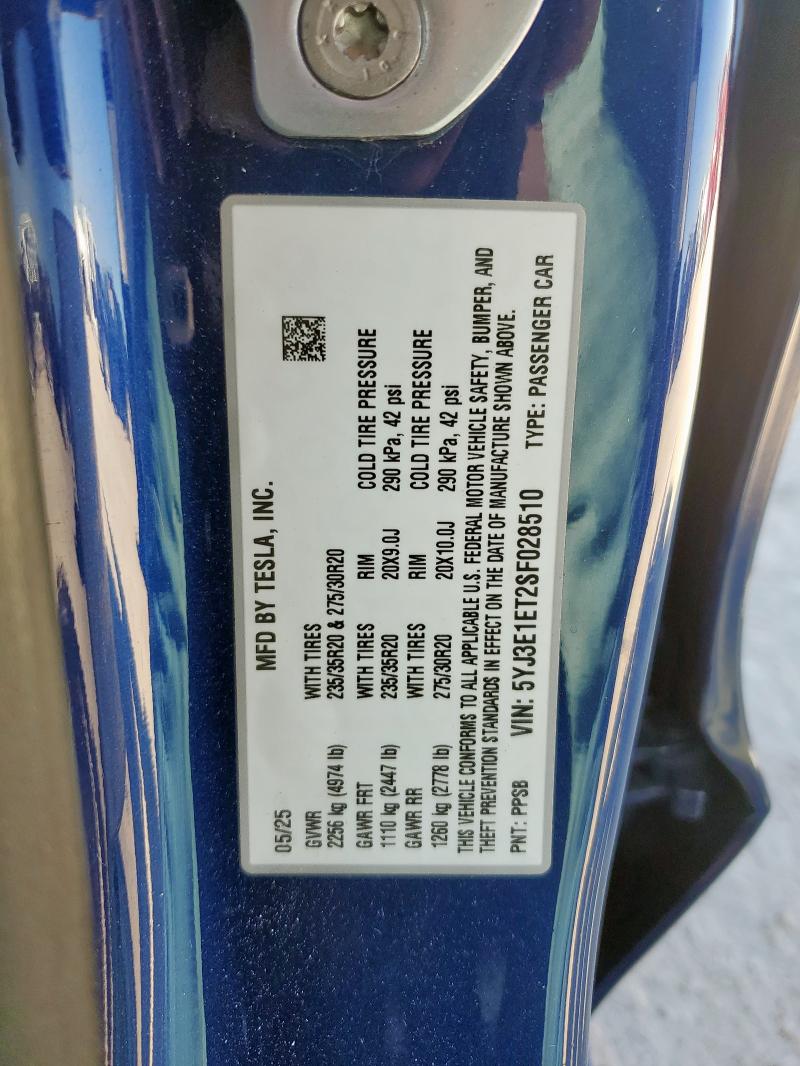 MFD BY TESLA, INC.
05/25
GVWR WITH TIRES
2256 kg (4974 lb) 235/35R20 & 275/30R20
GAWR FRT WITH TIRES RIM COLD TIRE PRESSURE
1110 kg (2447 lb) 235/35R20 20X9.0J 290 kPa, 42 psi
GAWR RR WITH TIRES RIM COLD TIRE PRESSURE
1260 kg (2778 lb) 275/30R20 20X10.0J 290 kPa, 42 psi
THIS VEHICLE CONFORMS TO ALL APPLICABLE U.S. FEDERAL MOTOR VEHICLE SAFETY, BUMPER, AND
THEFT PREVENTION STANDARDS IN EFFECT ON THE DATE OF MANUFACTURE SHOWN ABOVE.
PNT: PPSB VIN: 5YJ3E1ET2SF028510 TYPE: PASSENGER CAR